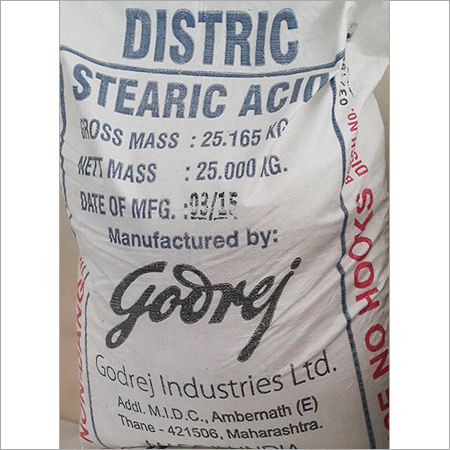 DISTRIC
STEARIC ACID
GROSS MASS : 25.165 KG.
NETT MASS : 25.000 KG.
DATE OF MFG. : 03/15
Manufactured by:
Godrej
Godrej Industries Ltd.
Addl. M.I.D.C., Ambernath (E)
Thane - 421506, Maharashtra.
INDIA
NO HOOKS